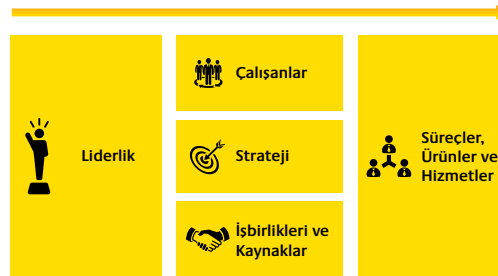 Liderlik
Çalışanlar
Strateji
İşbirlikleri ve
Kaynaklar
Süreçler,
Ürünler ve
Hizmetler